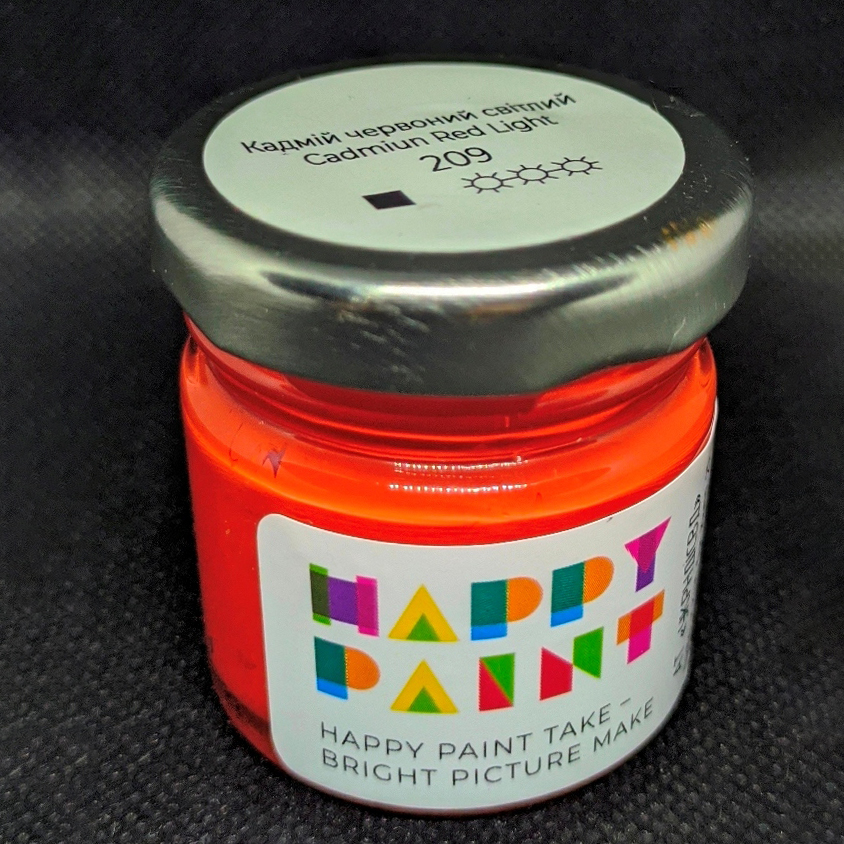 Кадмій червоний світлий
Cadmiun Red Light
209
HAPPY
PAINT
HAPPY PAINT TAKE –
BRIGHT PICTURE MAKE